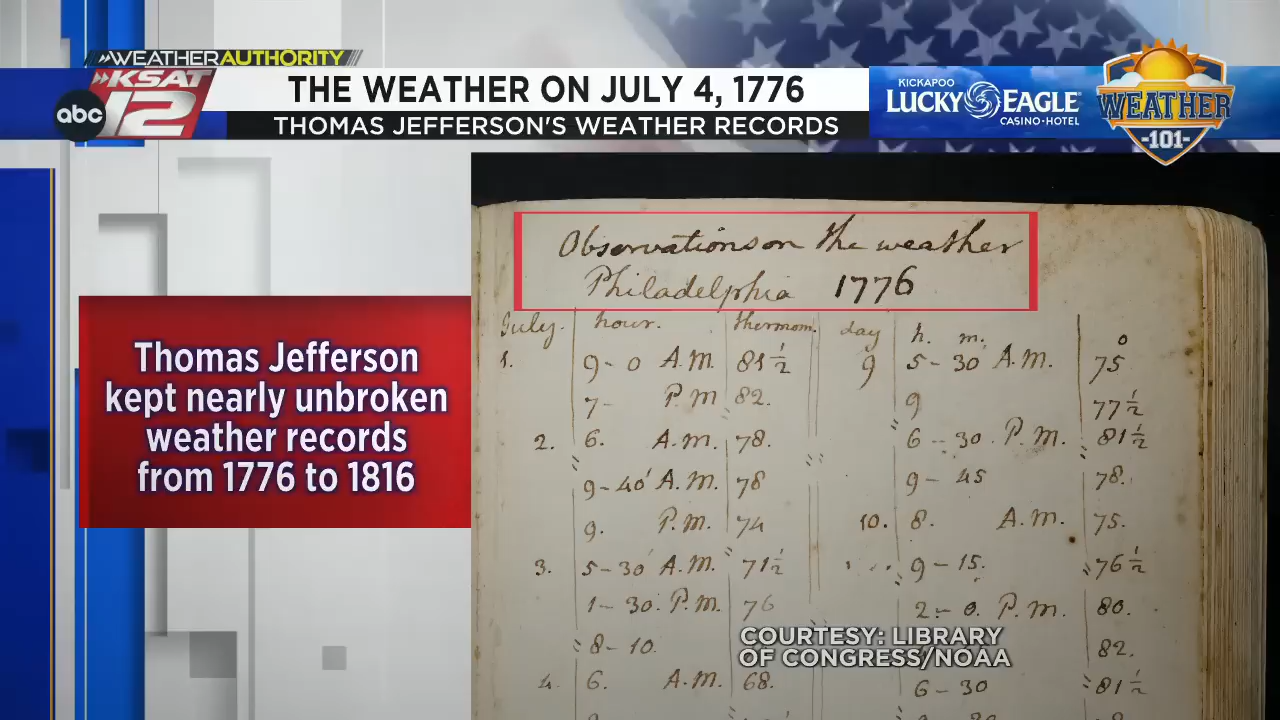 WEATHERAUTHORITY
KSAT
abc 12
THE WEATHER ON JULY 4, 1776
THOMAS JEFFERSON'S WEATHER RECORDS
KICKAPOO
LUCKY EAGLE
CASINO•HOTEL
WEATHER
-101-
Thomas Jefferson
kept nearly unbroken
weather records
from 1776 to 1816
Observations on the weather
Philadelphia 1776
July. hour. thermom. day h. m. o
1. 9-0 A.M. 81½ 9 5-30 A.M. 75
7- P.M 82. 9 77½
2. 6. A.M. 78. 6-30. P.M. 81½
9-40' A.M. 78 9-45 78.
9. P.M. 74 10. 8. A.M. 75.
3. 5-30' A.M. 71½ 9-15. 76½
1-30. P.M. 76 2-0. P.M. 80.
8-10. 82.
4. 6. A.M. 68. 6-30 81½
COURTESY: LIBRARY
OF CONGRESS/NOAA